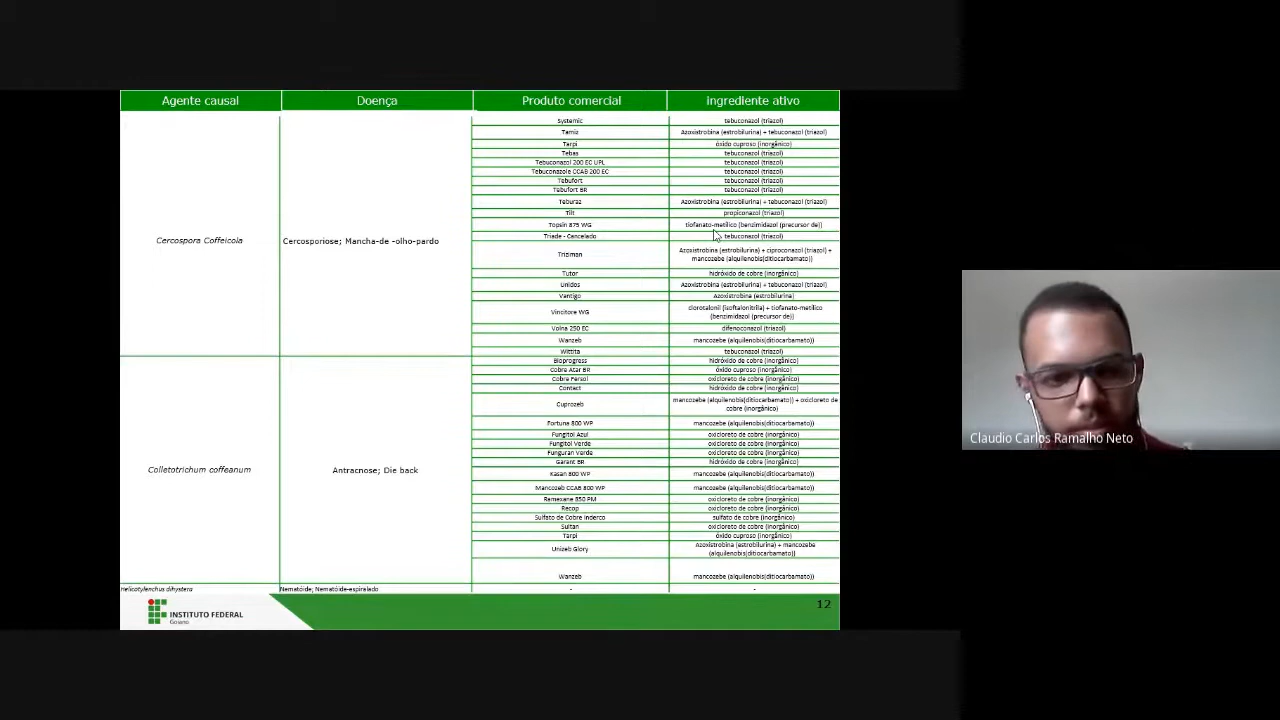 Agente causal Doença Produto comercial Ingrediente ativo
Systemic tebuconazol (triazol)
Tamiz Azoxistrobina (estrobilurina) + tebuconazol (triazol)
Tarpi óxido cuproso (inorgânico)
Tebas tebuconazol (triazol)
Tebuconazol 200 EC UPL tebuconazol (triazol)
Tebuconazole CCAB 200 EC tebuconazol (triazol)
Tebufort tebuconazol (triazol)
Tebufort BR tebuconazol (triazol)
Teburaz Azoxistrobina (estrobilurina) + tebuconazol (triazol)
Tilt propiconazol (triazol)
Topsin 875 WG tiofanato-metílico (benzimidazol (precursor de))
Triade - Cancelado tebuconazol (triazol)
Cercospora Coffeicola Cercosporiose; Mancha-de -olho-pardo
Triziman Azoxistrobina (estrobilurina) + ciproconazol (triazol) +
mancozebe (alquilenobis(ditiocarbamato))
Tutor hidróxido de cobre (inorgânico)
Unidos Azoxistrobina (estrobilurina) + tebuconazol (triazol)
Vantigo Azoxistrobina (estrobilurina)
Vincitore WG clorotalonil (isoftalonitrila) + tiofanato-metílico
(benzimidazol (precursor de))
Volna 250 EC difenoconazol (triazol)
Wanzeb mancozebe (alquilenobis(ditiocarbamato))
Wittita tebuconazol (triazol)
Bioprogress hidróxido de cobre (inorgânico)
Cobre Atar BR óxido cuproso (inorgânico)
Cobre Fersol oxicloreto de cobre (inorgânico)
Contact hidróxido de cobre (inorgânico)
Cuprozeb mancozebe (alquilenobis(ditiocarbamato)) + oxicloreto de
cobre (inorgânico)
Fortuna 800 WP mancozebe (alquilenobis(ditiocarbamato))
Fungitol Azul oxicloreto de cobre (inorgânico)
Fungitol Verde oxicloreto de cobre (inorgânico)
Funguran Verde oxicloreto de cobre (inorgânico)
Garant BR hidróxido de cobre (inorgânico)
Colletotrichum coffeanum Antracnose; Die back
Kasan 800 WP mancozebe (alquilenobis(ditiocarbamato))
Mancozeb CCAB 800 WP mancozebe (alquilenobis(ditiocarbamato))
Ramexane 850 PM oxicloreto de cobre (inorgânico)
Recop oxicloreto de cobre (inorgânico)
Sulfato de Cobre Inderco sulfato de cobre (inorgânico)
Sultan oxicloreto de cobre (inorgânico)
Tarpi óxido cuproso (inorgânico)
Unizeb Glory Azoxistrobina (estrobilurina) + mancozebe
(alquilenobis(ditiocarbamato))
Wanzeb mancozebe (alquilenobis(ditiocarbamato))
Helicotylenchus dihystera Nematóide; Nematóide-espiralado - -
INSTITUTO FEDERAL
Goiano
12
Claudio Carlos Ramalho Neto